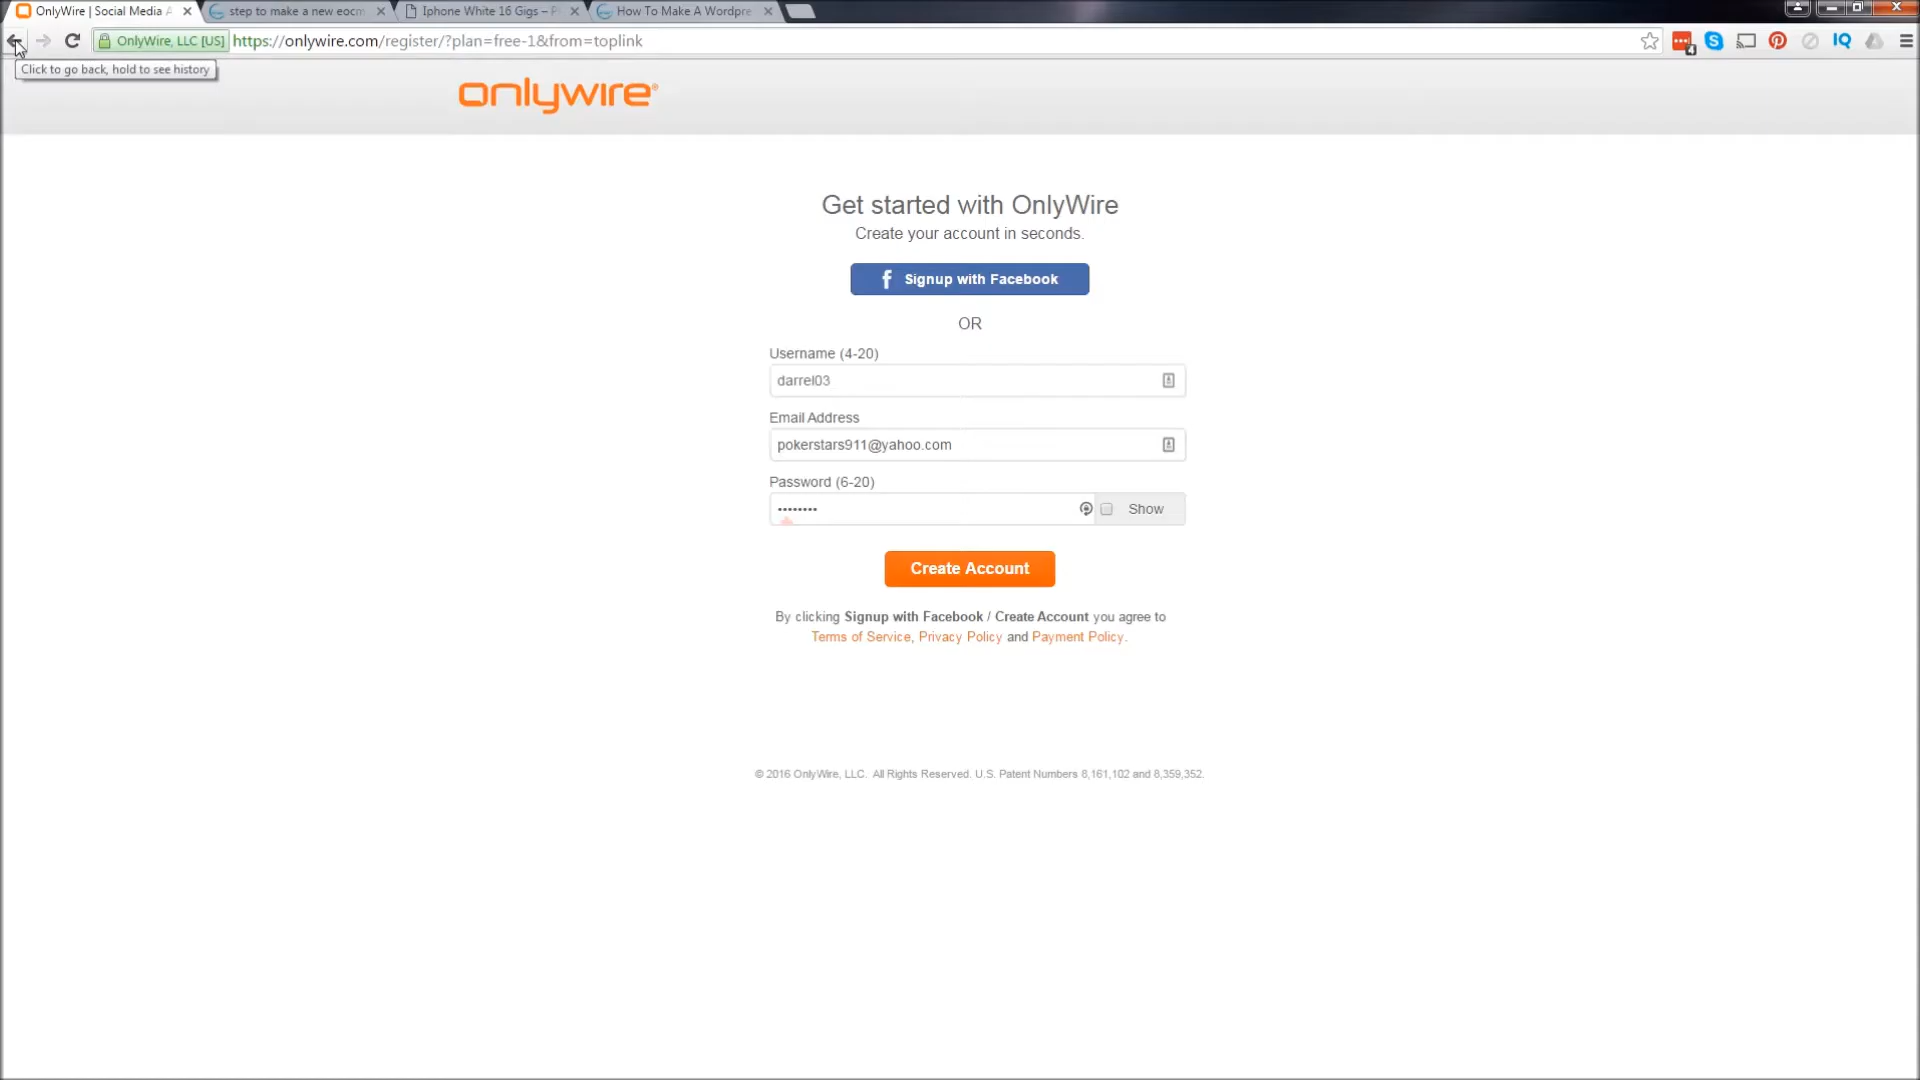 OnlyWire | Social Media A
step to make a new eocm
Iphone White 16 Gigs – P
How To Make A Wordpre
OnlyWire, LLC [US] https://onlywire.com/register/?plan=free-1&from=toplink
IQ
Click to go back, hold to see history
onlywire®
Get started with OnlyWire
Create your account in seconds.
f Signup with Facebook
OR
Username (4-20)
darrel03
Email Address
pokerstars911@yahoo.com
Password (6-20)
••••••••
Show
Create Account
By clicking Signup with Facebook / Create Account you agree to
Terms of Service, Privacy Policy and Payment Policy.
© 2016 OnlyWire, LLC. All Rights Reserved. U.S. Patent Numbers 8,161,102 and 8,359,352.